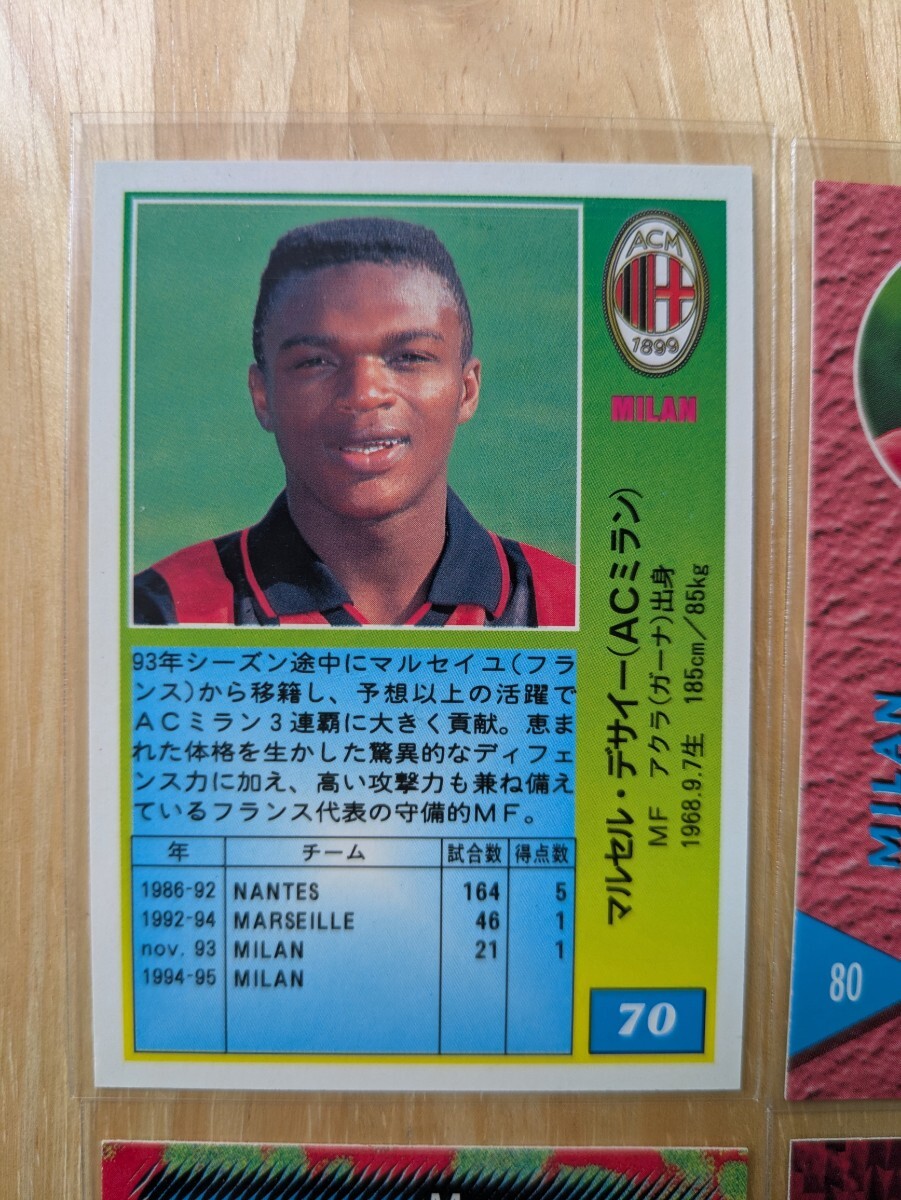 ACM
1899
MILAN
マルセル・デサイー(ACミラン)
MF アクラ(ガーナ)出身
1968.9.7生 185cm/85kg
93年シーズン途中にマルセイユ(フラ
ンス)から移籍し、予想以上の活躍で
ACミラン3連覇に大きく貢献。恵ま
れた体格を生かした驚異的なディフェ
ンス力に加え、高い攻撃力も兼ね備え
ているフランス代表の守備的MF。
年 チーム 試合数 得点数
1986-92 NANTES 164 5
1992-94 MARSEILLE 46 1
nov. 93 MILAN 21 1
1994-95 MILAN
70
MILAN
80